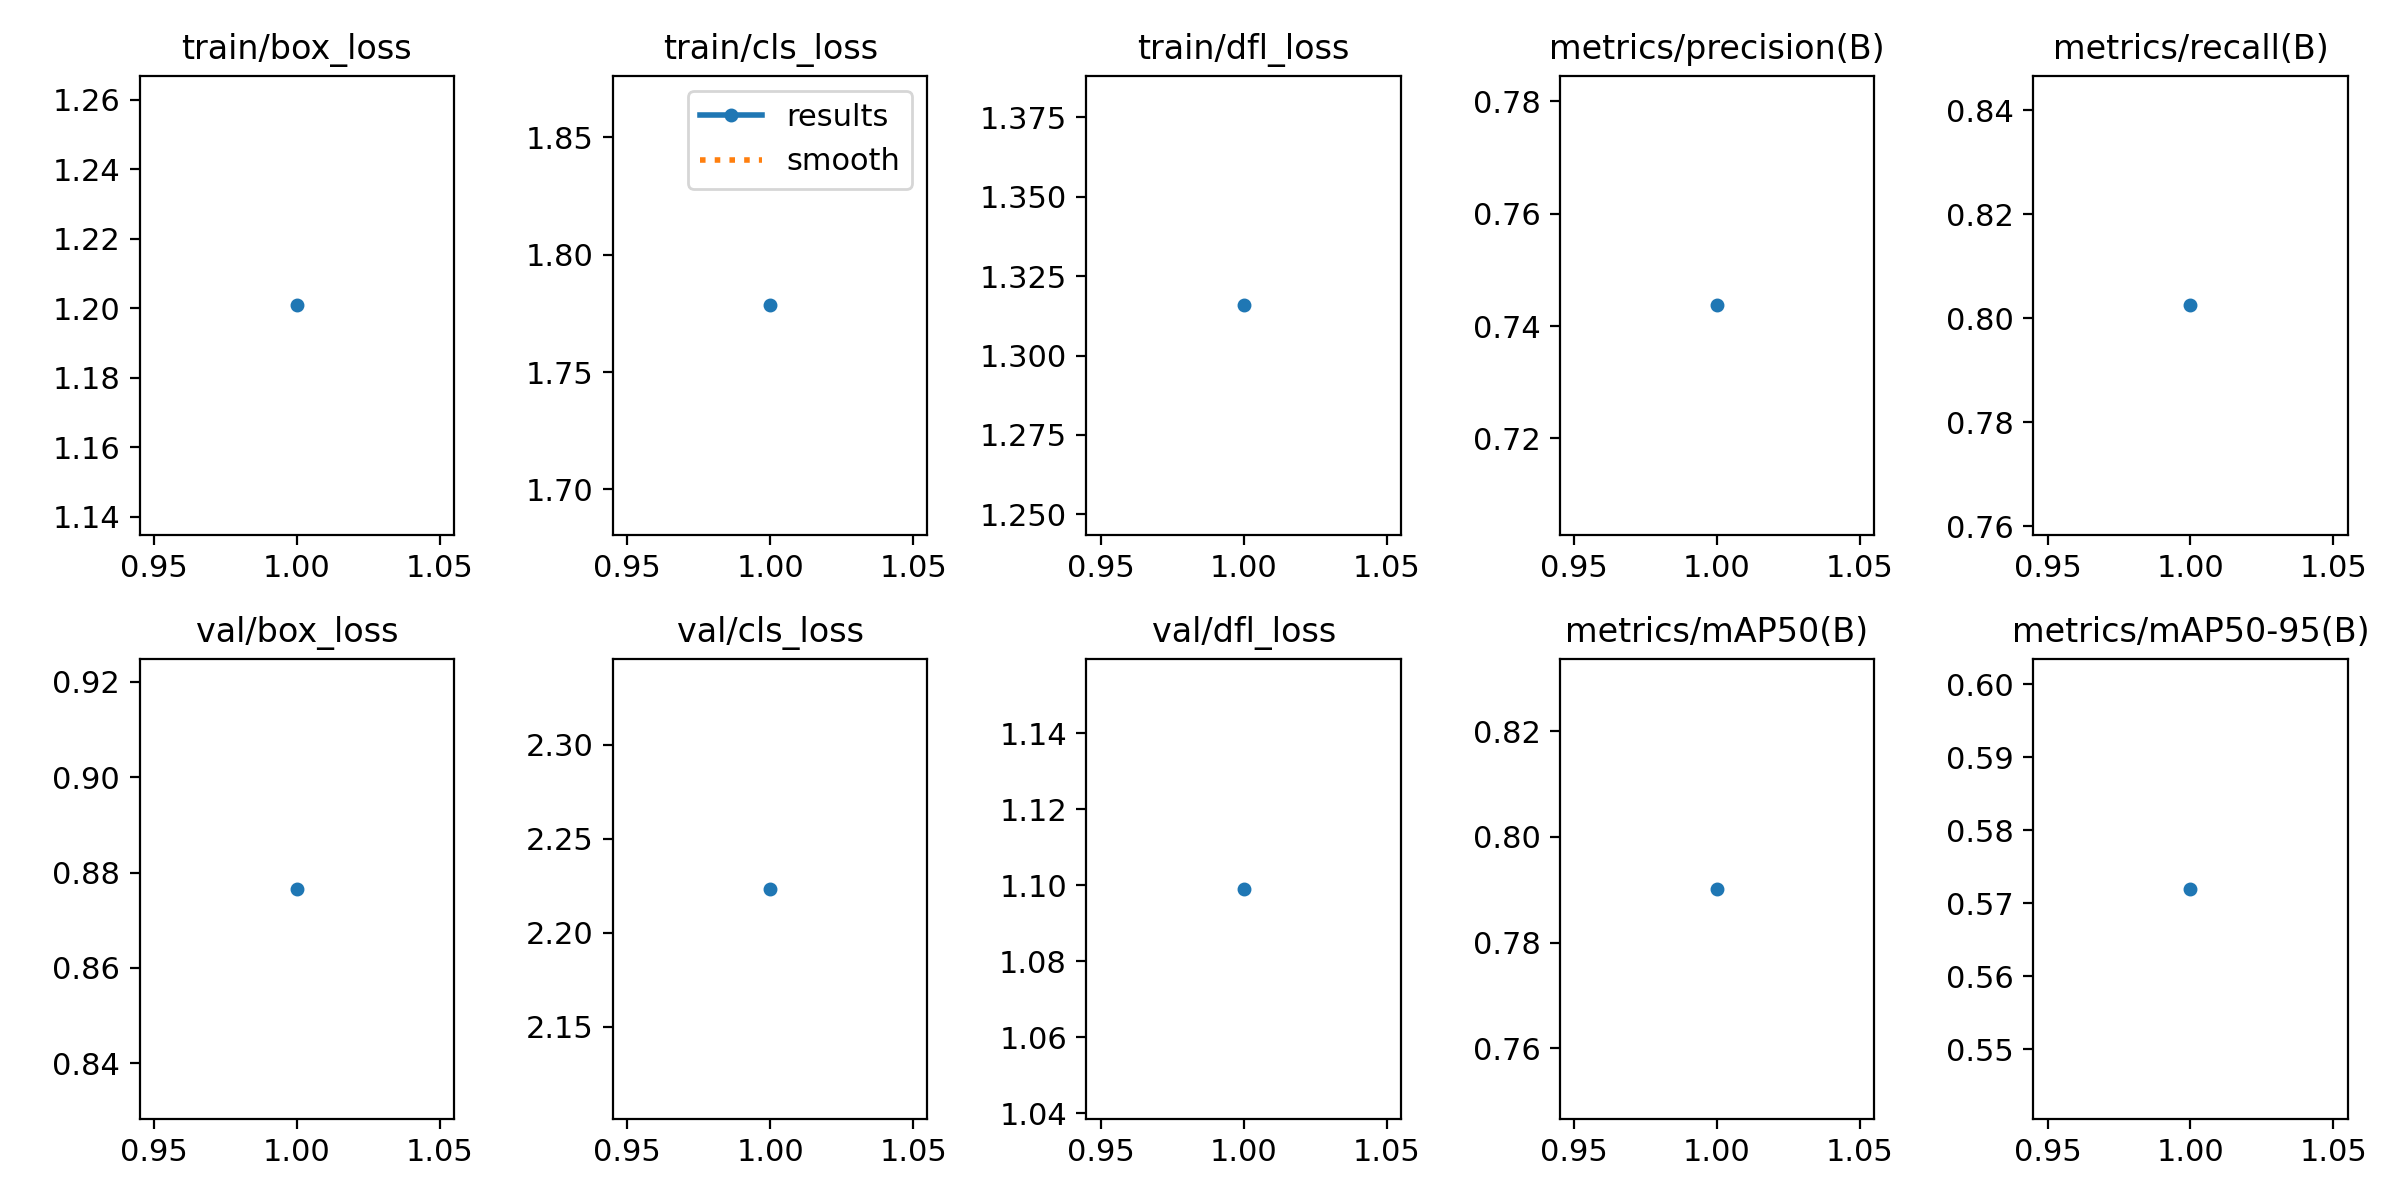 train/box_loss
1.26
1.24
1.22
1.20
1.18
1.16
1.14
0.95 1.00 1.05
train/cls_loss
results
smooth
1.85
1.80
1.75
1.70
0.95 1.00 1.05
train/dfl_loss
1.375
1.350
1.325
1.300
1.275
1.250
0.95 1.00 1.05
metrics/precision(B)
0.78
0.76
0.74
0.72
0.95 1.00 1.05
metrics/recall(B)
0.84
0.82
0.80
0.78
0.76
0.95 1.00 1.05
val/box_loss
0.92
0.90
0.88
0.86
0.84
0.95 1.00 1.05
val/cls_loss
2.30
2.25
2.20
2.15
0.95 1.00 1.05
val/dfl_loss
1.14
1.12
1.10
1.08
1.06
1.04
0.95 1.00 1.05
metrics/mAP50(B)
0.82
0.80
0.78
0.76
0.95 1.00 1.05
metrics/mAP50-95(B)
0.60
0.59
0.58
0.57
0.56
0.55
0.95 1.00 1.05